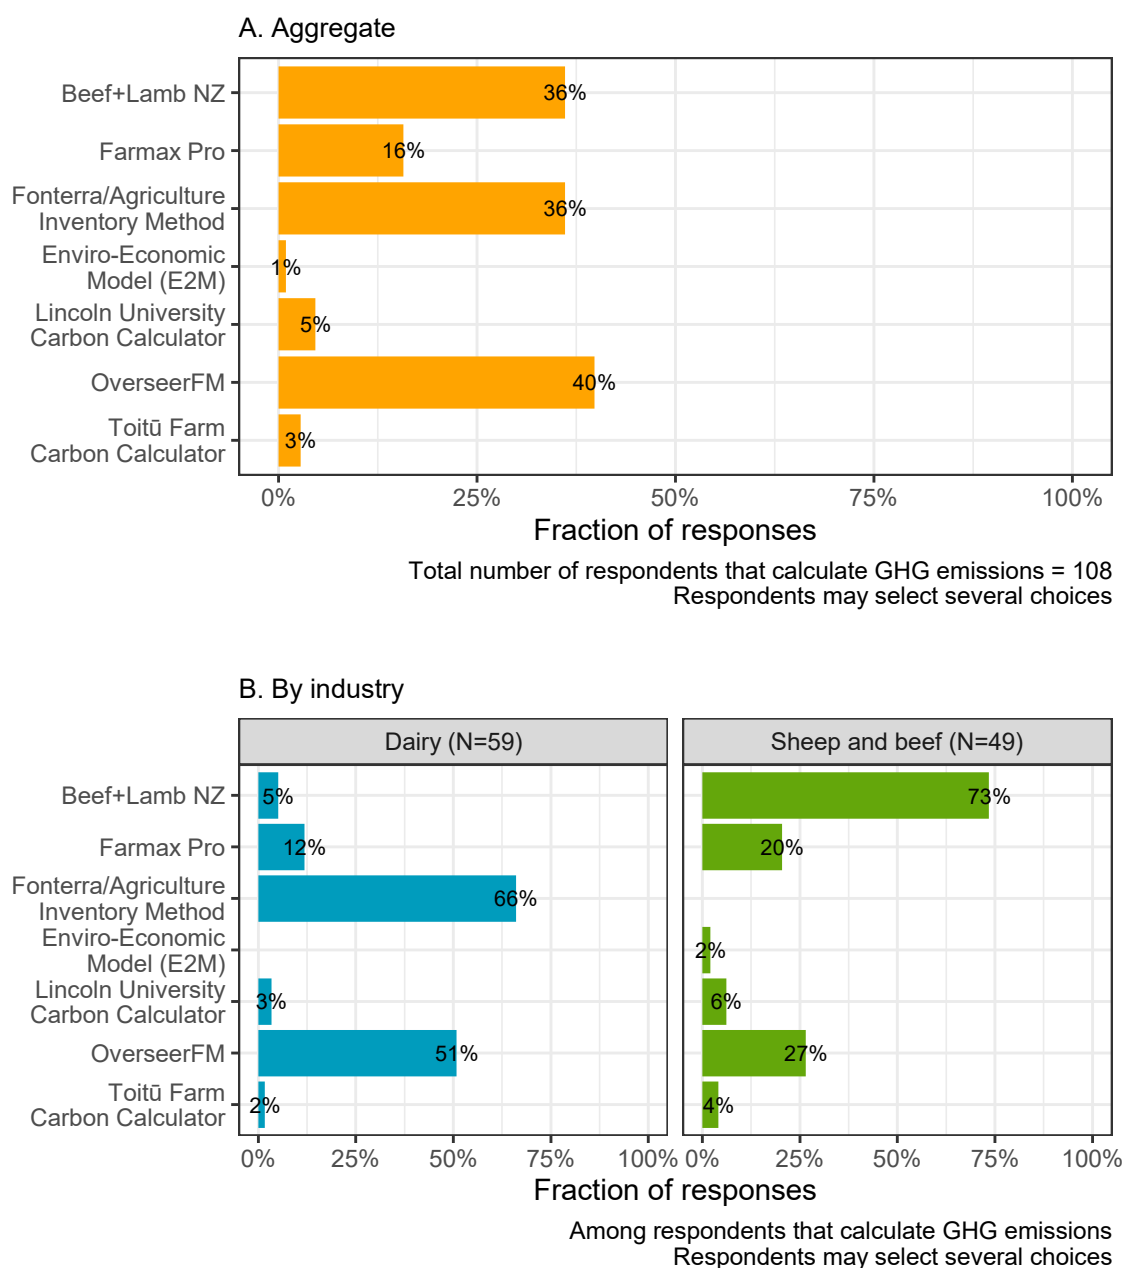 A. Aggregate
Beef+Lamb NZ
36%
Farmax Pro
16%
Fonterra/Agriculture
Inventory Method
36%
Enviro-Economic
Model (E2M)
1%
Lincoln University
Carbon Calculator
5%
OverseerFM
40%
Toitū Farm
Carbon Calculator
3%
0% 25% 50% 75% 100%
Fraction of responses
Total number of respondents that calculate GHG emissions = 108
Respondents may select several choices
B. By industry
Dairy (N=59) Sheep and beef (N=49)
Beef+Lamb NZ
5% 73%
Farmax Pro
12% 20%
Fonterra/Agriculture
Inventory Method
66%
Enviro-Economic
Model (E2M)
2%
Lincoln University
Carbon Calculator
3% 6%
OverseerFM
51% 27%
Toitū Farm
Carbon Calculator
2% 4%
0% 25% 50% 75% 100% 0% 25% 50% 75% 100%
Fraction of responses
Among respondents that calculate GHG emissions
Respondents may select several choices